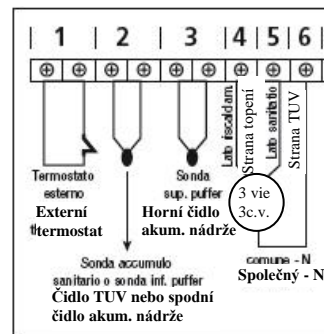 1 2 3 4 5 6
Lato riscaldam.
Strana topení
Lato sanitario
Strana TUV
Termostato
esterno
Externí
termostat
Sonda
sup. puffer
Horní čidlo
akum. nádrže
3 vie
3c.v.
Sonda accumulo
sanitario o sonda inf. puffer
Čidlo TUV nebo spodní
čidlo akum. nádrže
comune - N
Společný - N